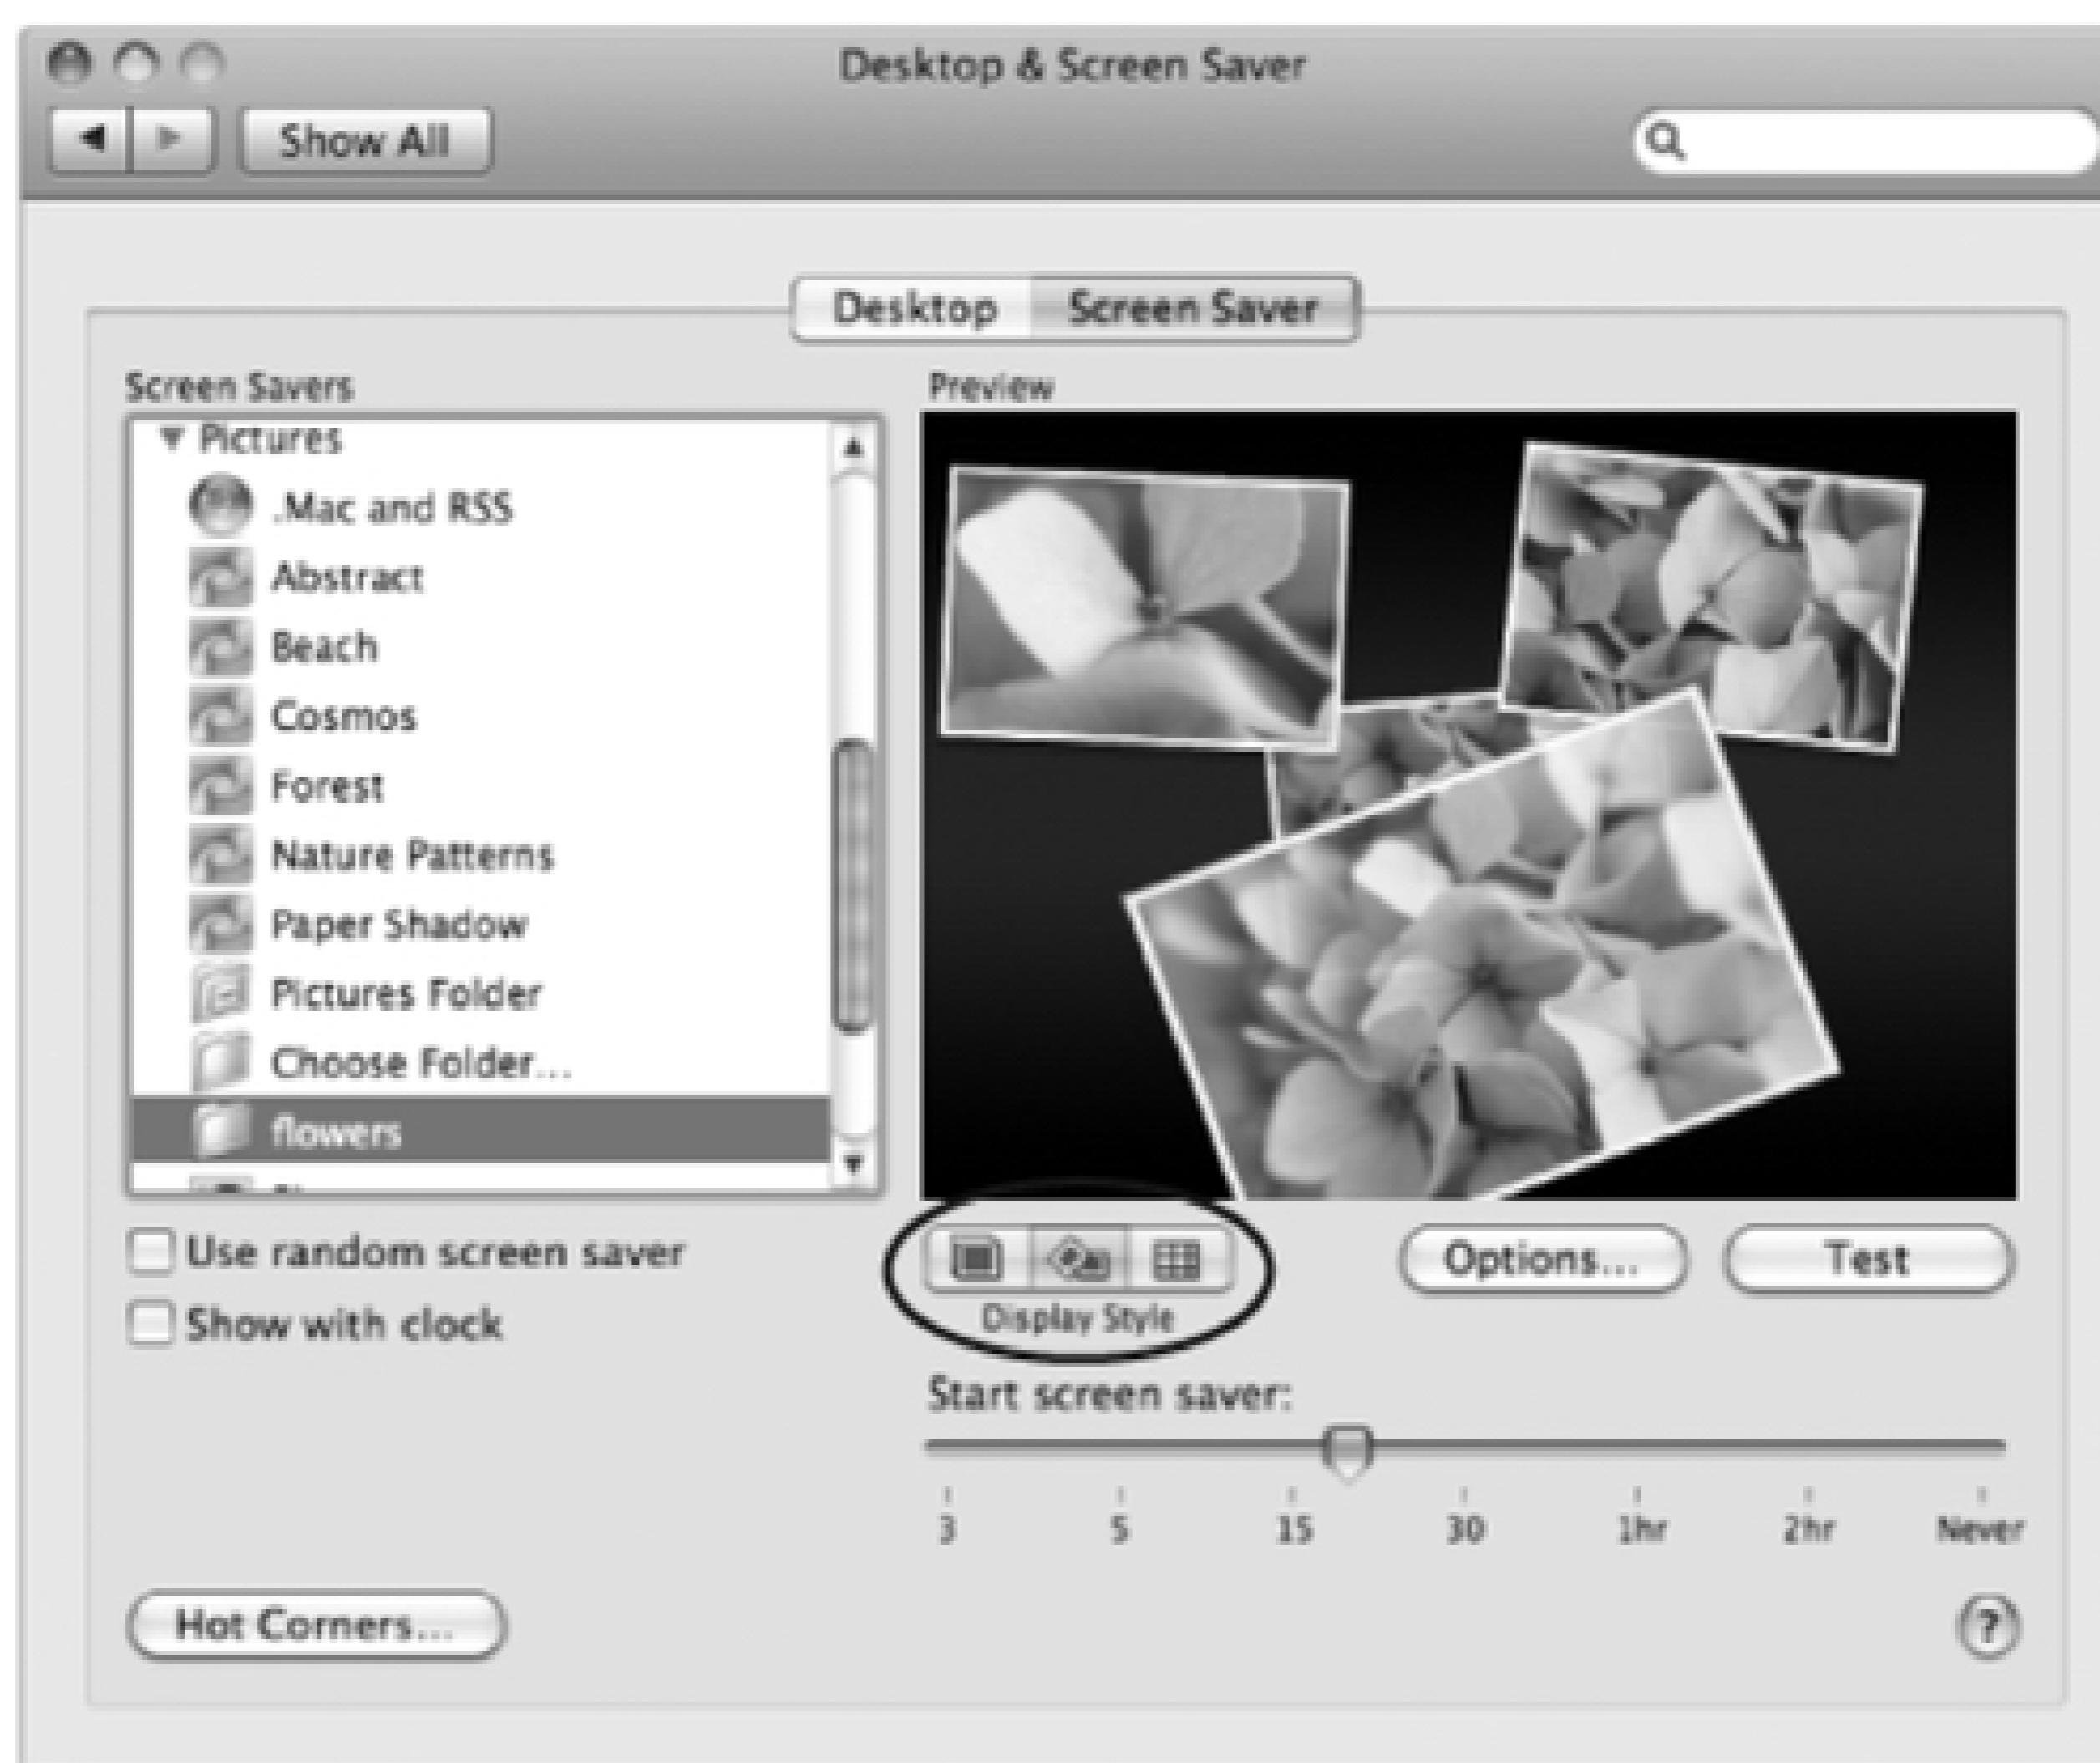 Desktop & Screen Saver
Show All
Desktop Screen Saver
Screen Savers
Preview
Pictures
.Mac and RSS
Abstract
Beach
Cosmos
Forest
Nature Patterns
Paper Shadow
Pictures Folder
Choose Folder...
flowers
Use random screen saver
Show with clock
Display Style
Options... Test
Start screen saver:
3 5 15 30 1hr 2hr Never
Hot Corners...
?